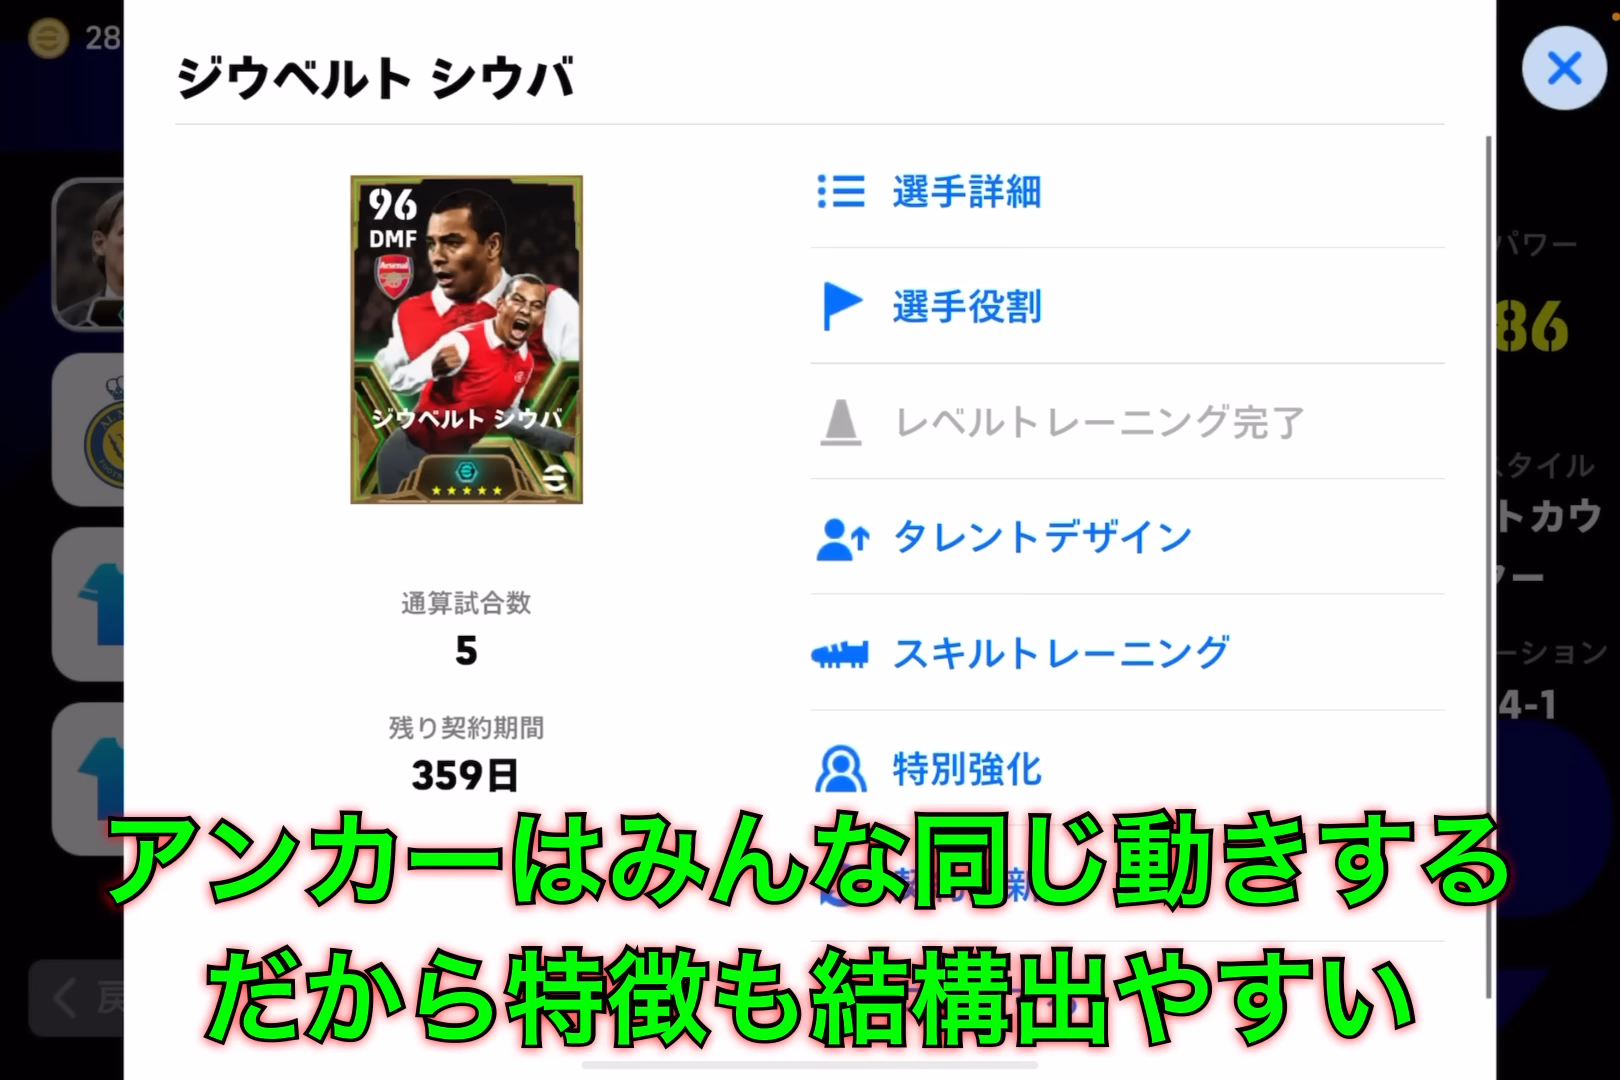 28
ジウベルト シウバ
96
DMF
Arsenal
ジウベルト シウバ
通算試合数
5
残り契約期間
359日
選手詳細
選手役割
レベルトレーニング完了
タレントデザイン
スキルトレーニング
特別強化
パワー
86
スタイル
トカウ
ター
ーション
4-1
戻
アンカーはみんな同じ動きする
だから特徴も結構出やすい